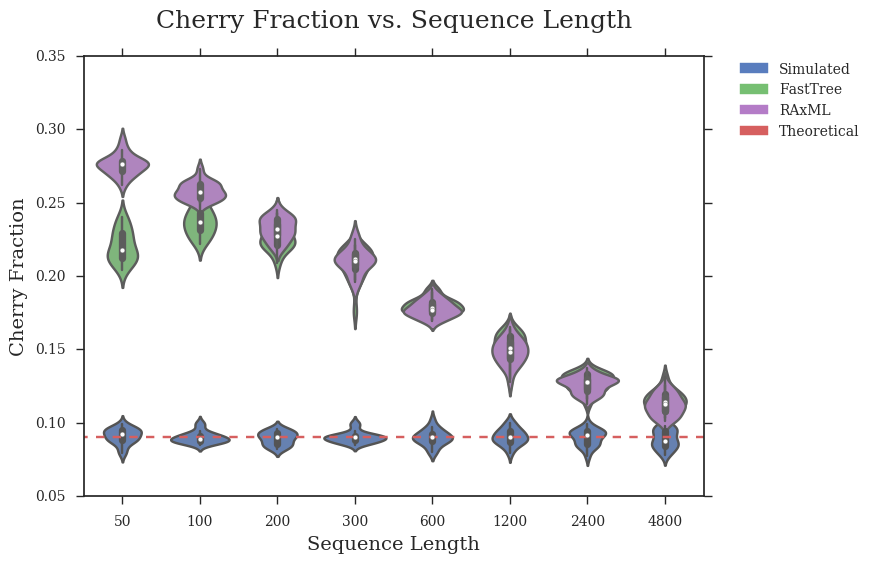 Cherry Fraction vs. Sequence Length
0.35
0.30
0.25
0.20
0.15
0.10
0.05
Cherry Fraction
50 100 200 300 600 1200 2400 4800
Sequence Length
Simulated
FastTree
RAxML
Theoretical